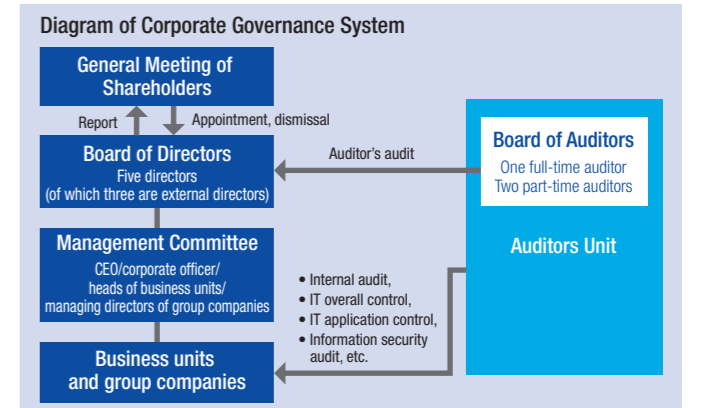 Diagram of Corporate Governance System
General Meeting of
Shareholders
Report
Appointment, dismissal
Board of Directors
Five directors
(of which three are external directors)
Auditor's audit
Board of Auditors
One full-time auditor
Two part-time auditors
Auditors Unit
Management Committee
CEO/corporate officer/
heads of business units/
managing directors of group companies
• Internal audit,
• IT overall control,
• IT application control,
• Information security
audit, etc.
Business units
and group companies